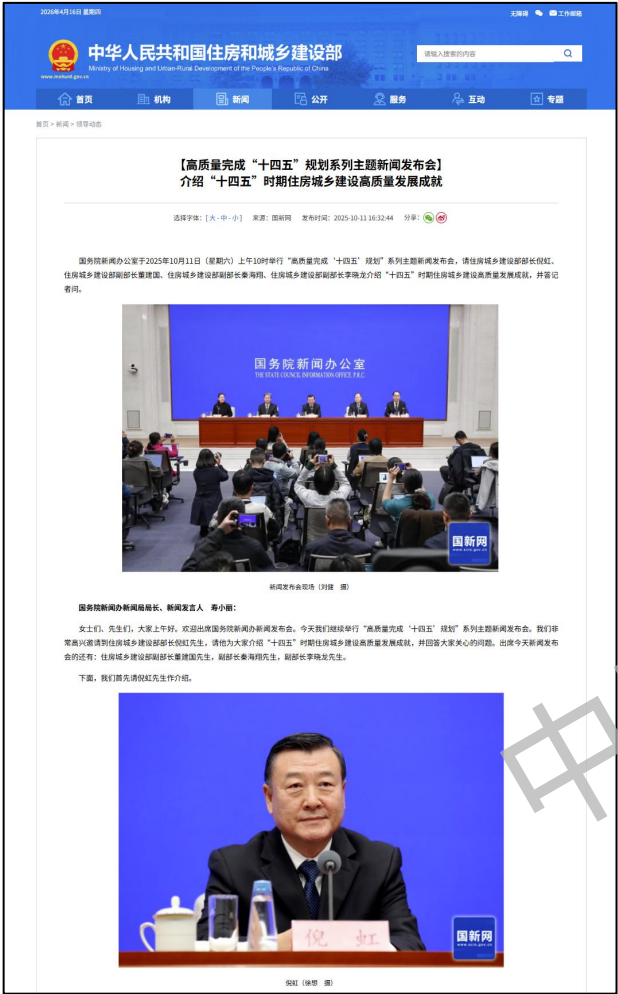 2026年4月16日 星期四
无障碍 工作邮箱
中华人民共和国住房和城乡建设部
Ministry of Housing and Urban-Rural Development of the People's Republic of China
www.mohurd.gov.cn
请输入搜索的内容
首页 机构 新闻 公开 服务 互动 专题
首页 > 新闻 > 领导动态
【高质量完成“十四五”规划系列主题新闻发布会】
介绍“十四五”时期住房城乡建设高质量发展成就
选择字体：[ 大 - 中 - 小 ] 来源：国新网 发布时间：2025-10-11 16:32:44 分享：
国务院新闻办公室于2025年10月11日（星期六）上午10时举行“高质量完成‘十四五’规划”系列主题新闻发布会，请住房城乡建设部部长倪虹、
住房城乡建设部副部长董建国、住房城乡建设部副部长秦海翔、住房城乡建设部副部长李晓龙介绍“十四五”时期住房城乡建设高质量发展成就，并答记
者问。
国务院新闻办公室
THE STATE COUNCIL INFORMATION OFFICE, P.R.C.
国新网
www.scio.gov.cn
新闻发布会现场（刘健 摄）
国务院新闻办新闻局局长、新闻发言人 寿小丽：
女士们、先生们，大家上午好。欢迎出席国务院新闻办新闻发布会。今天我们继续举行“高质量完成‘十四五’规划”系列主题新闻发布会。我们非
常高兴邀请到住房城乡建设部部长倪虹先生，请他为大家介绍“十四五”时期住房城乡建设高质量发展成就，并回答大家关心的问题。出席今天新闻发布
会的还有：住房城乡建设部副部长董建国先生，副部长秦海翔先生，副部长李晓龙先生。
下面，我们首先请倪虹先生作介绍。
中
倪 虹
国新网
www.scio.gov.cn
倪虹（徐想 摄）